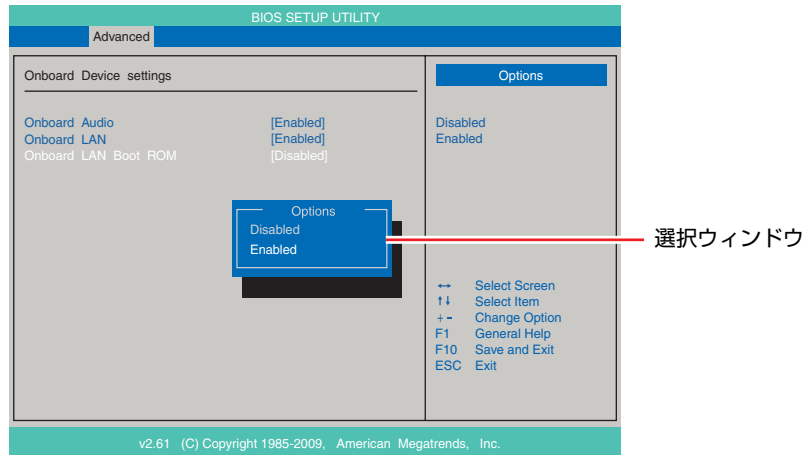 BIOS SETUP UTILITY
Advanced
Onboard Device settings
Onboard Audio [Enabled]
Onboard LAN [Enabled]
Onboard LAN Boot ROM [Disabled]
Options
Disabled
Enabled
Options
Disabled
Enabled
選択ウィンドウ
↔ Select Screen
↑↓ Select Item
+- Change Option
F1 General Help
F10 Save and Exit
ESC Exit
v2.61 (C) Copyright 1985-2009, American Megatrends, Inc.